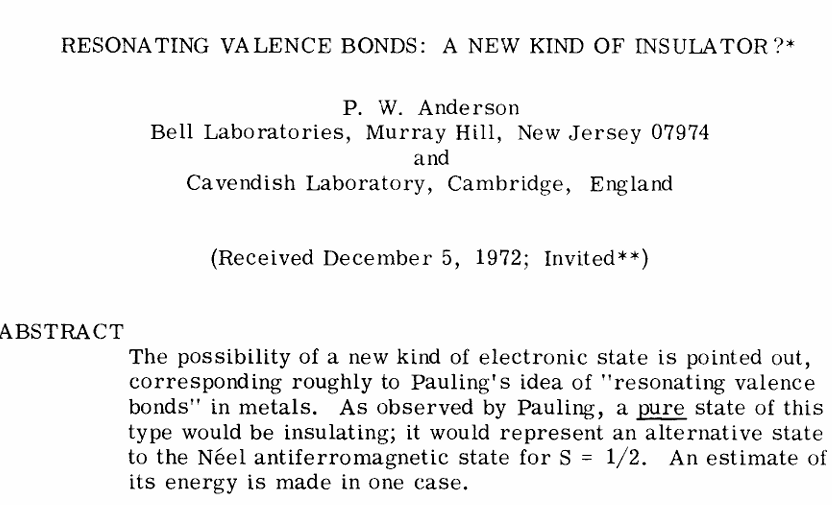 RESONATING VALENCE BONDS: A NEW KIND OF INSULATOR?*
P. W. Anderson
Bell Laboratories, Murray Hill, New Jersey 07974
and
Cavendish Laboratory, Cambridge, England
(Received December 5, 1972; Invited**)
ABSTRACT
The possibility of a new kind of electronic state is pointed out,
corresponding roughly to Pauling's idea of "resonating valence
bonds" in metals. As observed by Pauling, a pure state of this
type would be insulating; it would represent an alternative state
to the Néel antiferromagnetic state for S = 1/2. An estimate of
its energy is made in one case.